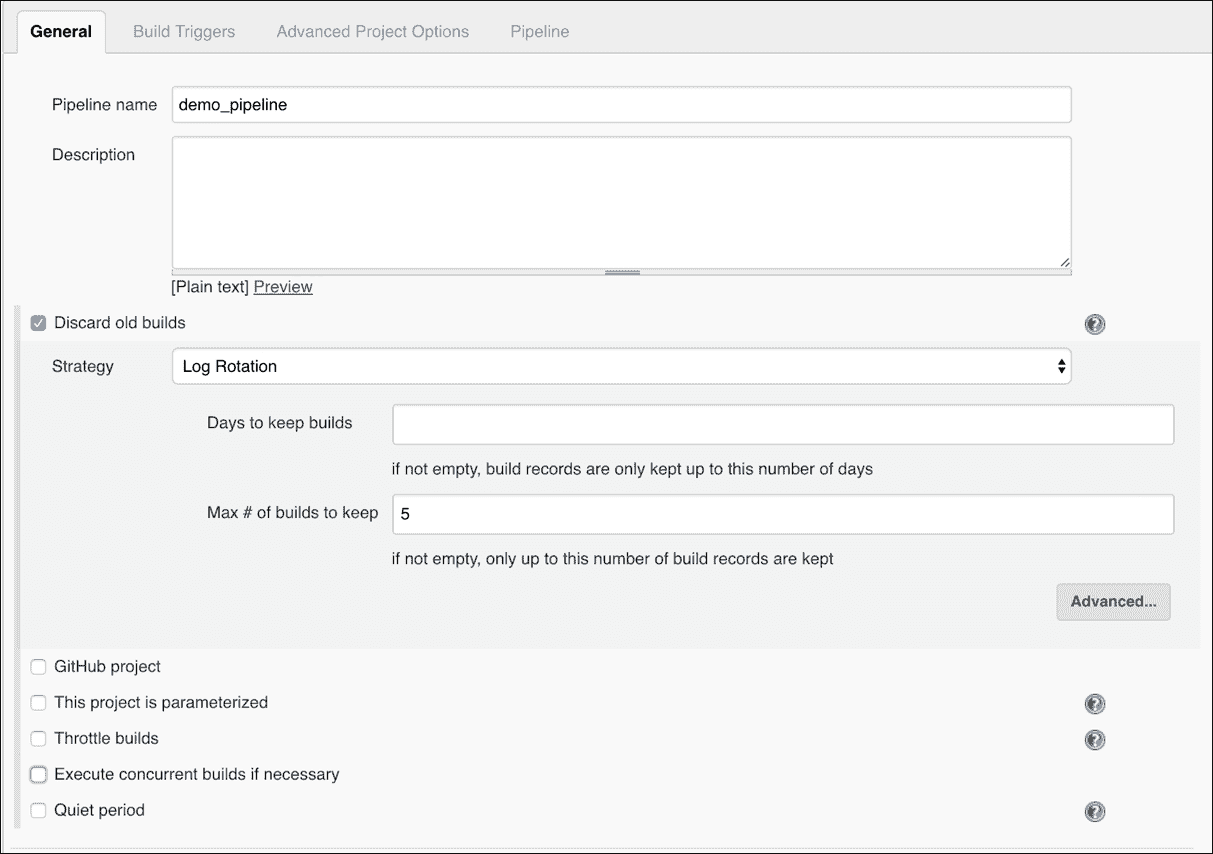 General Build Triggers Advanced Project Options Pipeline
Pipeline name demo_pipeline
Description
[Plain text] Preview
Discard old builds
Strategy Log Rotation
Days to keep builds
if not empty, build records are only kept up to this number of days
Max # of builds to keep 5
if not empty, only up to this number of build records are kept
Advanced...
GitHub project
This project is parameterized
Throttle builds
Execute concurrent builds if necessary
Quiet period